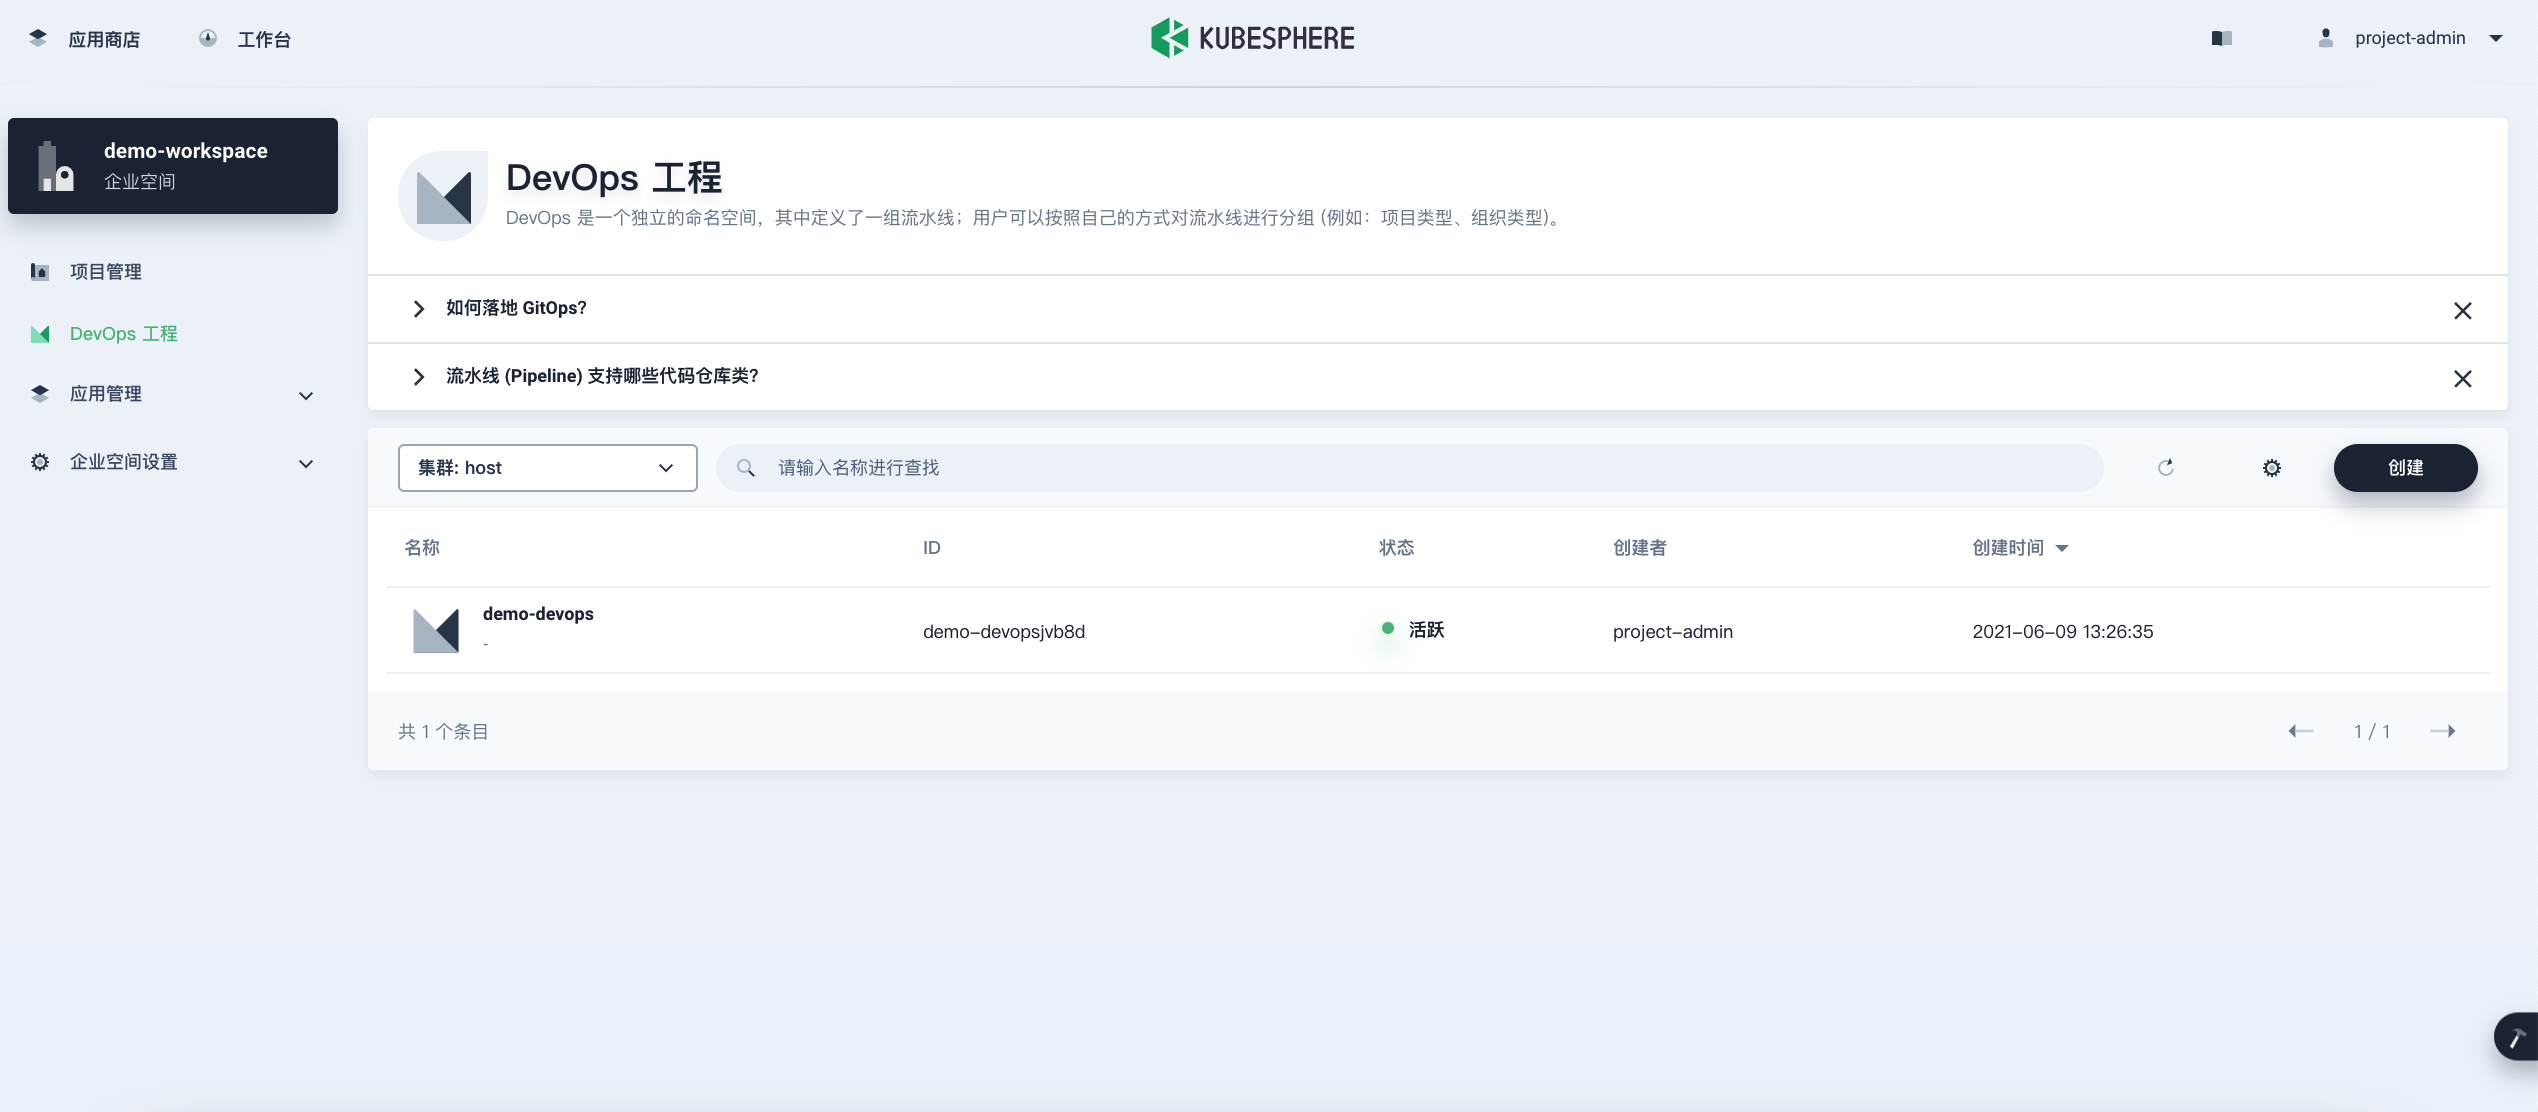 应用商店
工作台
KUBESPHERE
project-admin
demo-workspace
企业空间
项目管理
DevOps 工程
应用管理
企业空间设置
DevOps 工程
DevOps 是一个独立的命名空间，其中定义了一组流水线；用户可以按照自己的方式对流水线进行分组 (例如：项目类型、组织类型)。
如何落地 GitOps?
流水线 (Pipeline) 支持哪些代码仓库类?
集群: host
请输入名称进行查找
创建
名称 ID 状态 创建者 创建时间
demo-devops
-
demo-devopsjvb8d 活跃 project-admin 2021-06-09 13:26:35
共 1 个条目
1 / 1